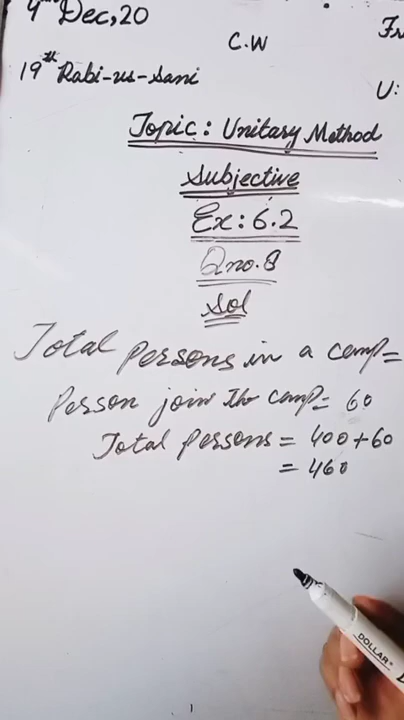 4 Dec, 20
Fr
C.W
19th Rabi-us-Sani
U:
Topic: Unitary Method
Subjective
Ex: 6.2
Q no. 8
Sol
Total persons in a camp =
Person join the camp = 60
Total persons = 400 + 60
= 460
DOLLAR